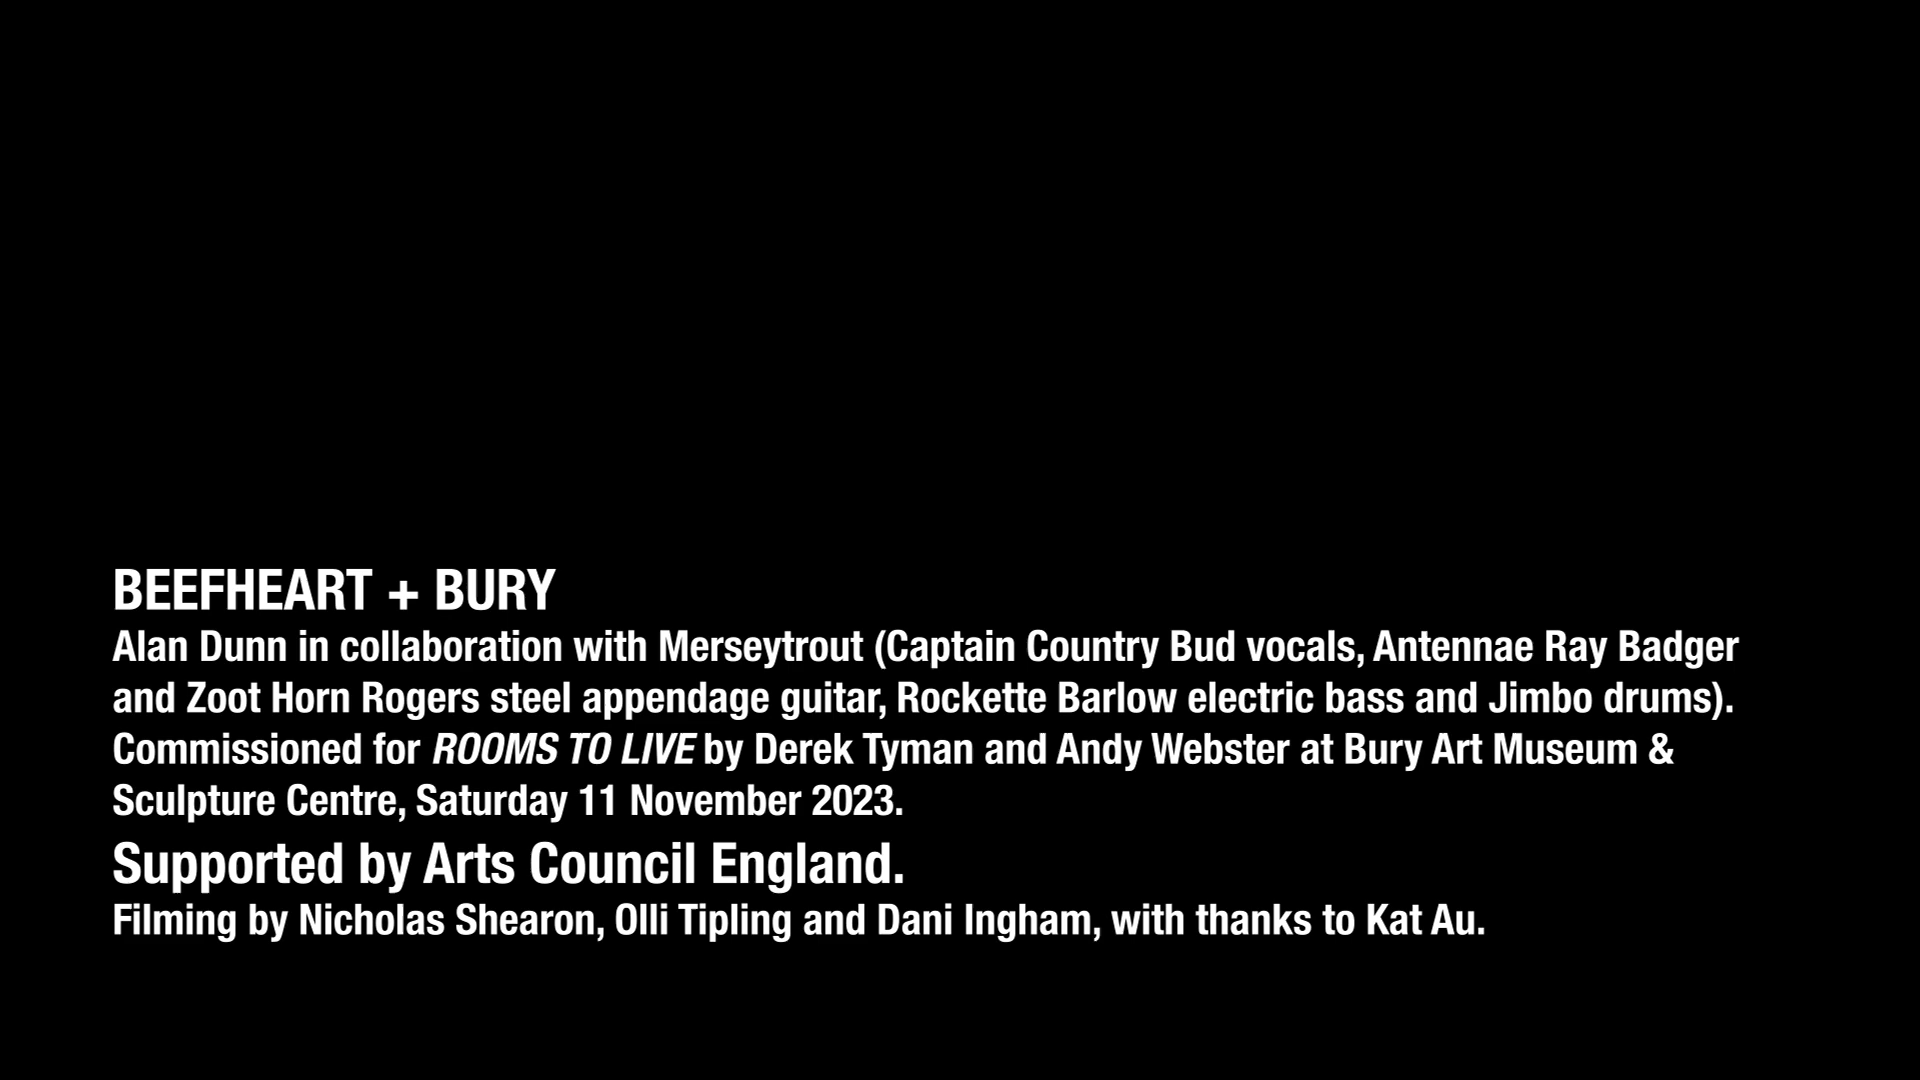 BEEFHEART + BURY
Alan Dunn in collaboration with Merseytrout (Captain Country Bud vocals, Antennae Ray Badger
and Zoot Horn Rogers steel appendage guitar, Rockette Barlow electric bass and Jimbo drums).
Commissioned for ROOMS TO LIVE by Derek Tyman and Andy Webster at Bury Art Museum &
Sculpture Centre, Saturday 11 November 2023.
Supported by Arts Council England.
Filming by Nicholas Shearon, Olli Tipling and Dani Ingham, with thanks to Kat Au.